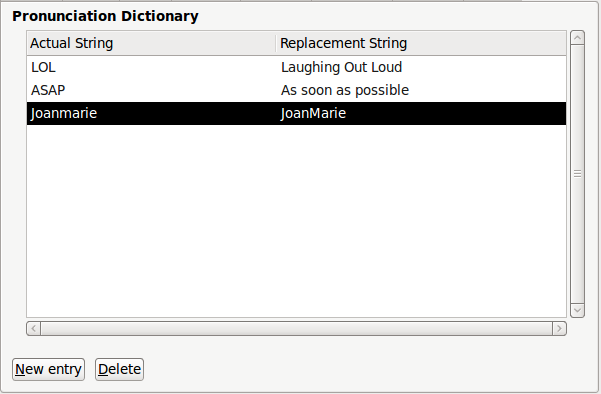 Pronunciation Dictionary
Actual String Replacement String
LOL Laughing Out Loud
ASAP As soon as possible
Joanmarie JoanMarie
New entry Delete